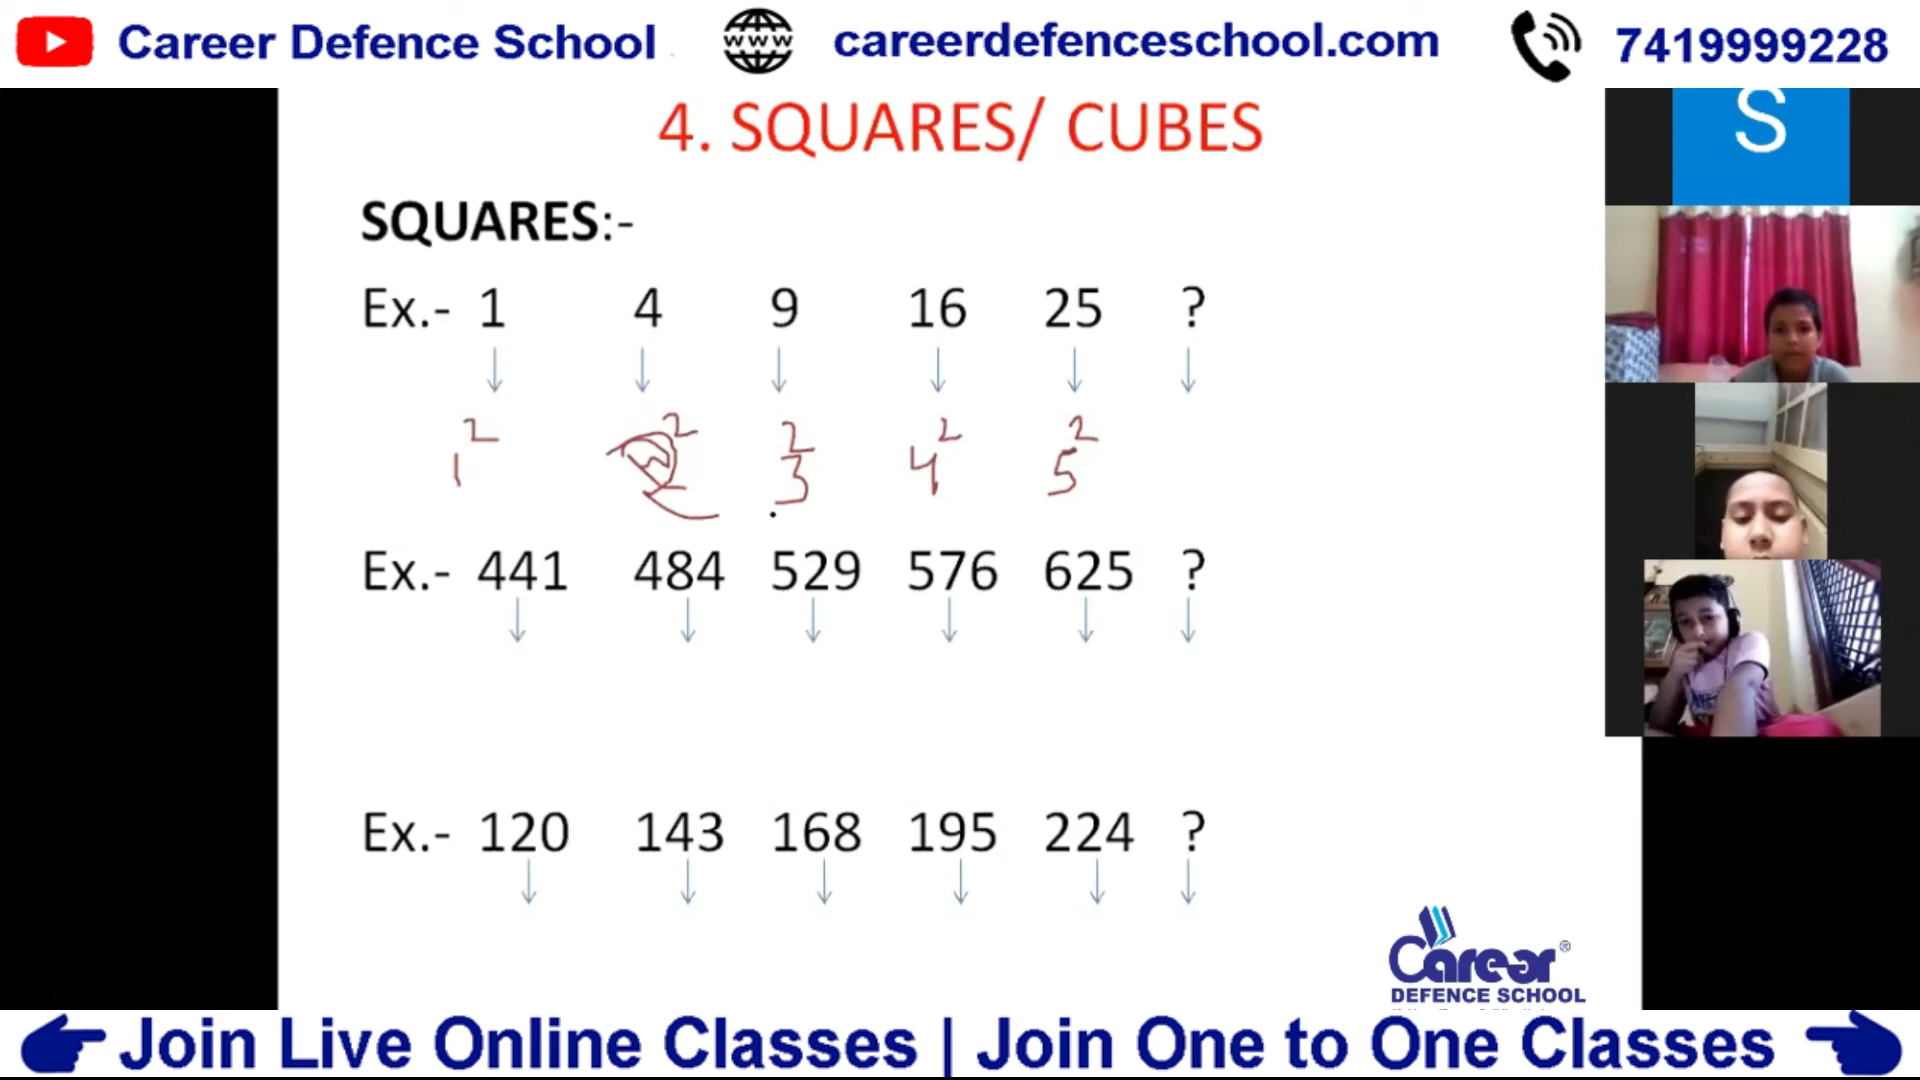 Career Defence School
www
careerdefenceschool.com
7419999228
4. SQUARES/ CUBES
S
SQUARES:-
Ex.- 1 4 9 16 25 ?
1² 2² 3² 4² 5²
Ex.- 441 484 529 576 625 ?
Ex.- 120 143 168 195 224 ?
Career®
DEFENCE SCHOOL
Join Live Online Classes | Join One to One Classes